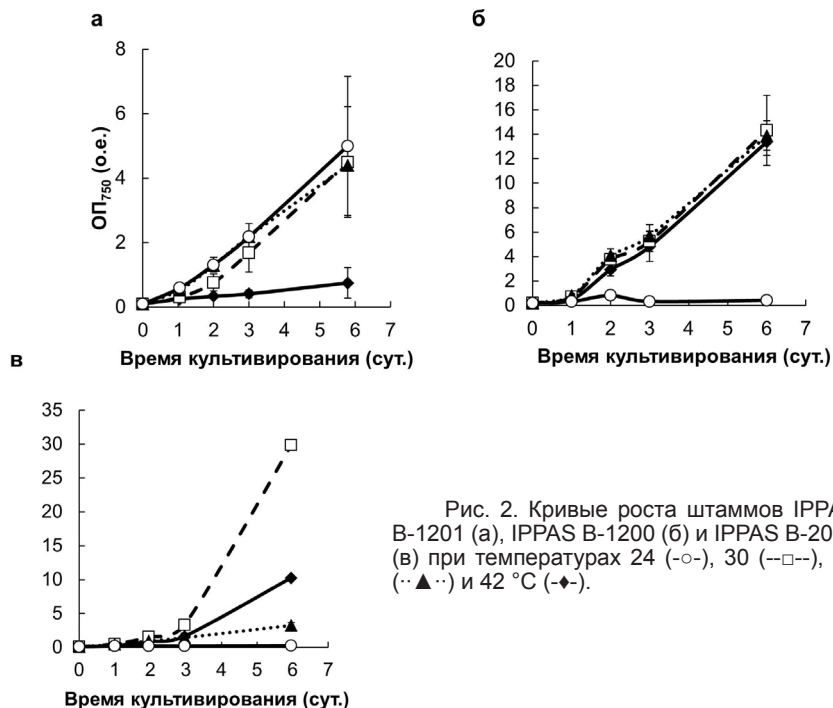 а
8
6
4
2
0
ОП750 (о.е.)
0 1 2 3 4 5 6 7
Время культивирования (сут.)
б
20
18
16
14
12
10
8
6
4
2
0
0 1 2 3 4 5 6 7
Время культивирования (сут.)
в
35
30
25
20
15
10
5
0
0 1 2 3 4 5 6 7
Время культивирования (сут.)
Рис. 2. Кривые роста штаммов
B-1201 (а), IPPAS B-1200 (б) и IPPAS
(в) при температурах 24 (-○-), 30 (--□--),
(··▲··) и 42 °C (-♦-).